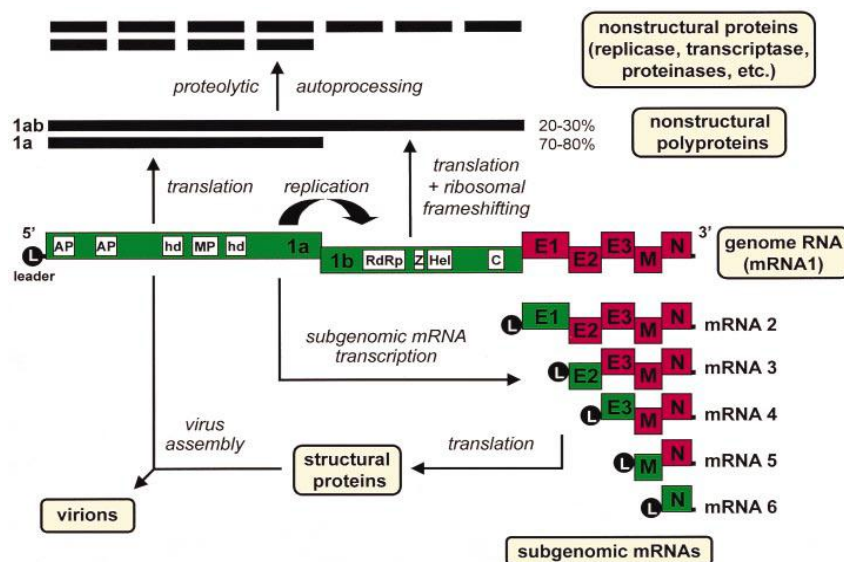 nonstructural proteins
(replicase, transcriptase,
proteinases, etc.)
proteolytic autoprocessing
1ab 20-30%
nonstructural
polyproteins
1a 70-80%
translation replication translation
+ ribosomal
frameshifting
5' 3'
L AP AP hd MP hd 1a E1 E2 E3 M N
leader
1b RdRp Z Hel C
genome RNA
(mRNA1)
subgenomic mRNA
transcription
L E1 E2 E3 M N mRNA 2
L E2 E3 M N mRNA 3
L E3 M N mRNA 4
virus
assembly
structural
proteins
translation
L M N mRNA 5
L N mRNA 6
virions
subgenomic mRNAs